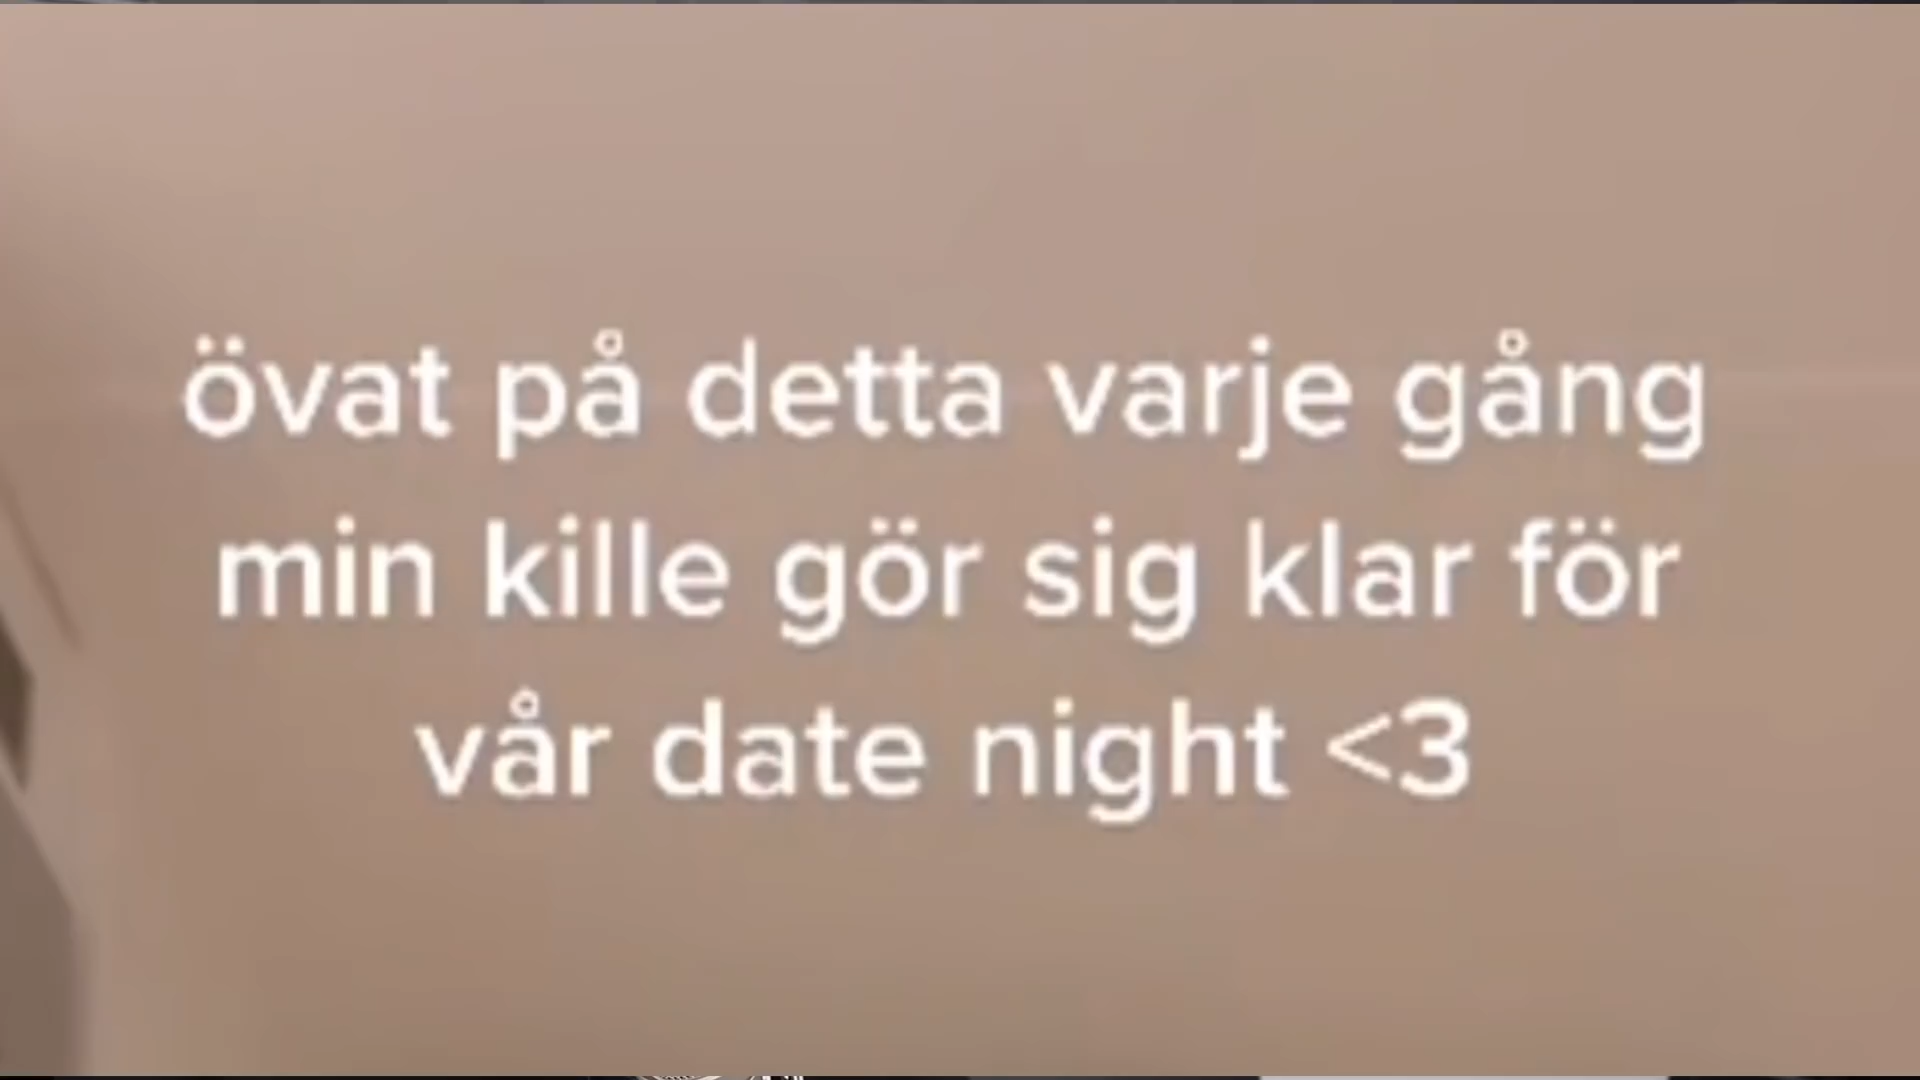 övat på detta varje gång
min kille gör sig klar för
vår date night <3